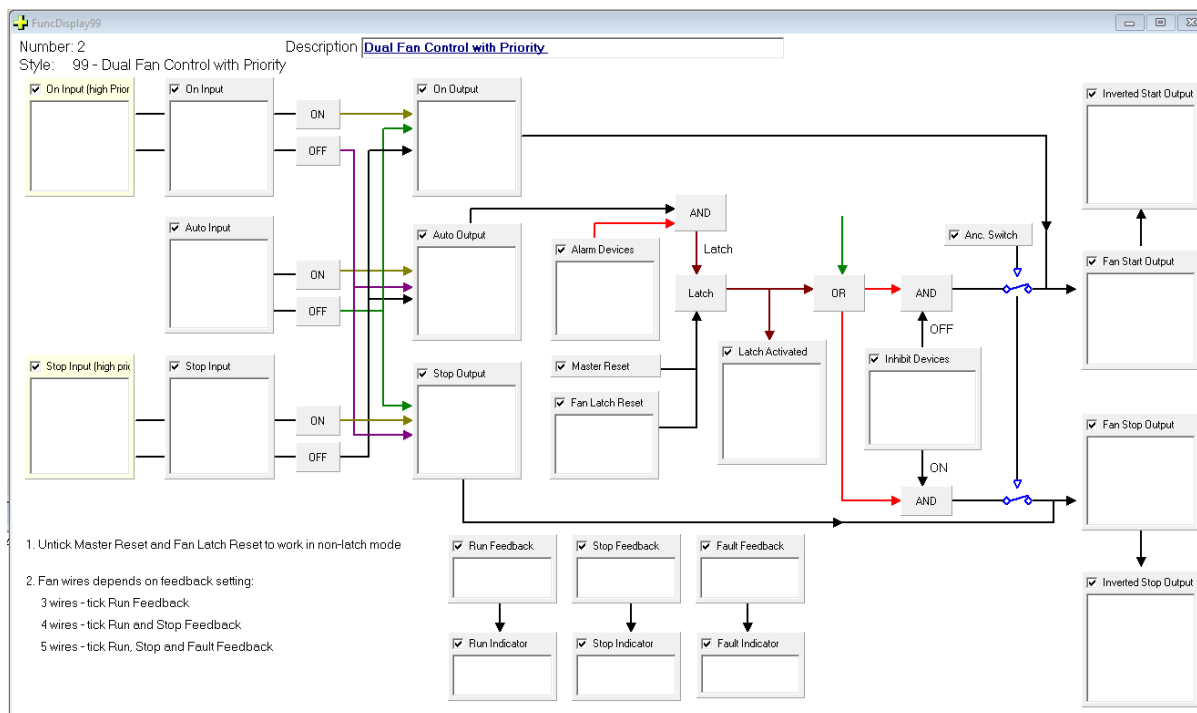 FuncDisplay99
Number: 2
Description Dual Fan Control with Priority
Style: 99 - Dual Fan Control with Priority
On Input (high Prior
On Input
ON
OFF
On Output
Inverted Start Output
Auto Input
ON
OFF
Auto Output
Alarm Devices
AND
Latch
Latch
OR
AND
OFF
Anc. Switch
Fan Start Output
Stop Input (high pric
Stop Input
ON
OFF
Stop Output
Master Reset
Fan Latch Reset
Latch Activated
Inhibit Devices
ON
AND
Fan Stop Output
Inverted Stop Output
1. Untick Master Reset and Fan Latch Reset to work in non-latch mode
2. Fan wires depends on feedback setting:
3 wires - tick Run Feedback
4 wires - tick Run and Stop Feedback
5 wires - tick Run, Stop and Fault Feedback
Run Feedback
Stop Feedback
Fault Feedback
Run Indicator
Stop Indicator
Fault Indicator